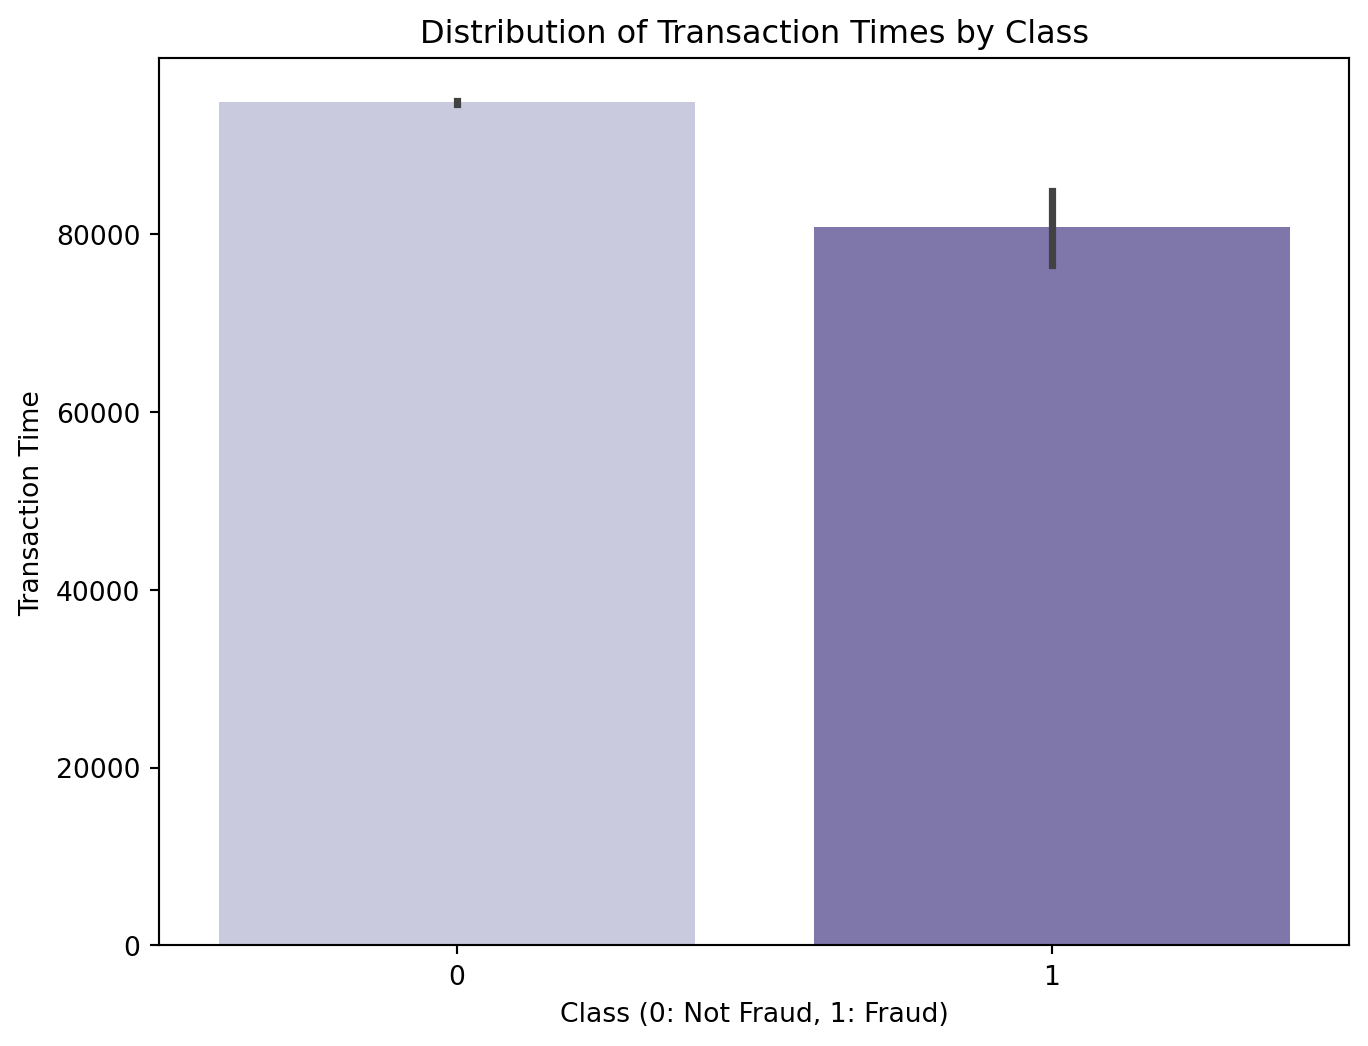 Distribution of Transaction Times by Class
Transaction Time
80000
60000
40000
20000
0
0
1
Class (0: Not Fraud, 1: Fraud)